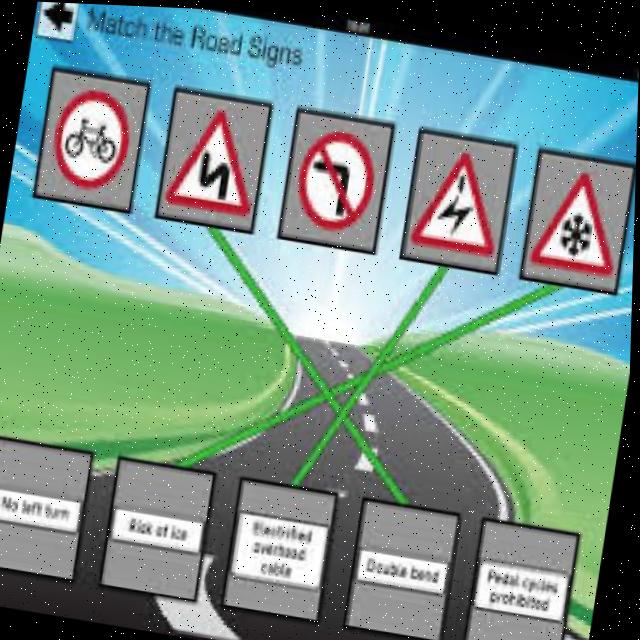 Match the Road Signs
No left turn
Risk of ice
Electrified
overhead
cable
Double bend
Pedal cycles
prohibited